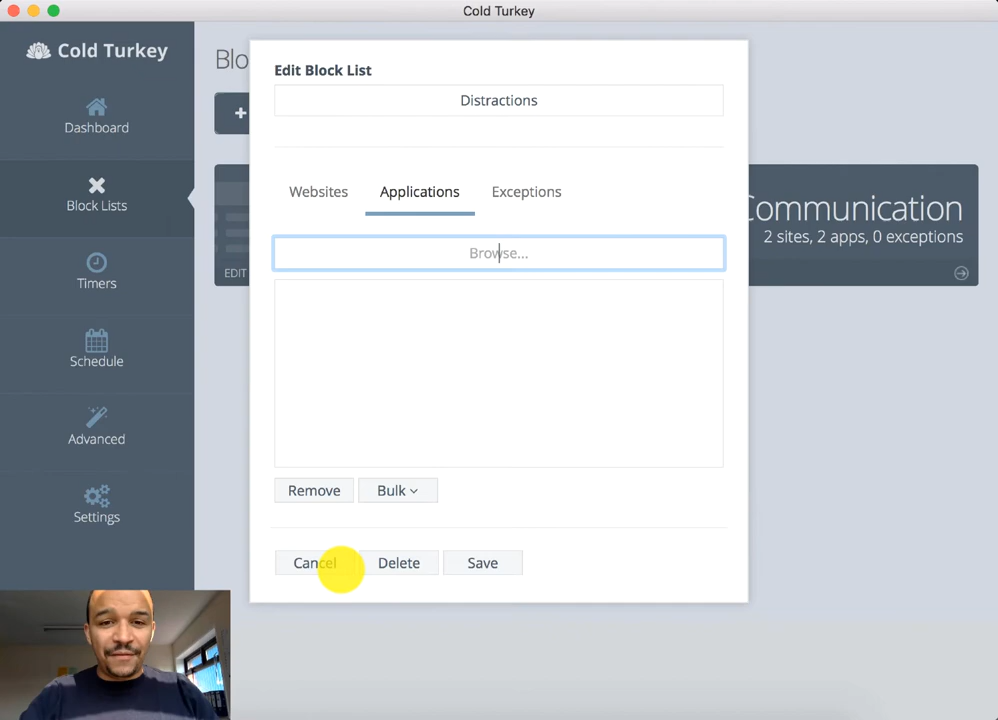 Cold Turkey
Cold Turkey
Dashboard
Block Lists
Timers
Schedule
Advanced
Settings
Blo
+
EDIT
Edit Block List
Distractions
Websites Applications Exceptions
Browse...
Remove Bulk
Cancel Delete Save
Communication
2 sites, 2 apps, 0 exceptions